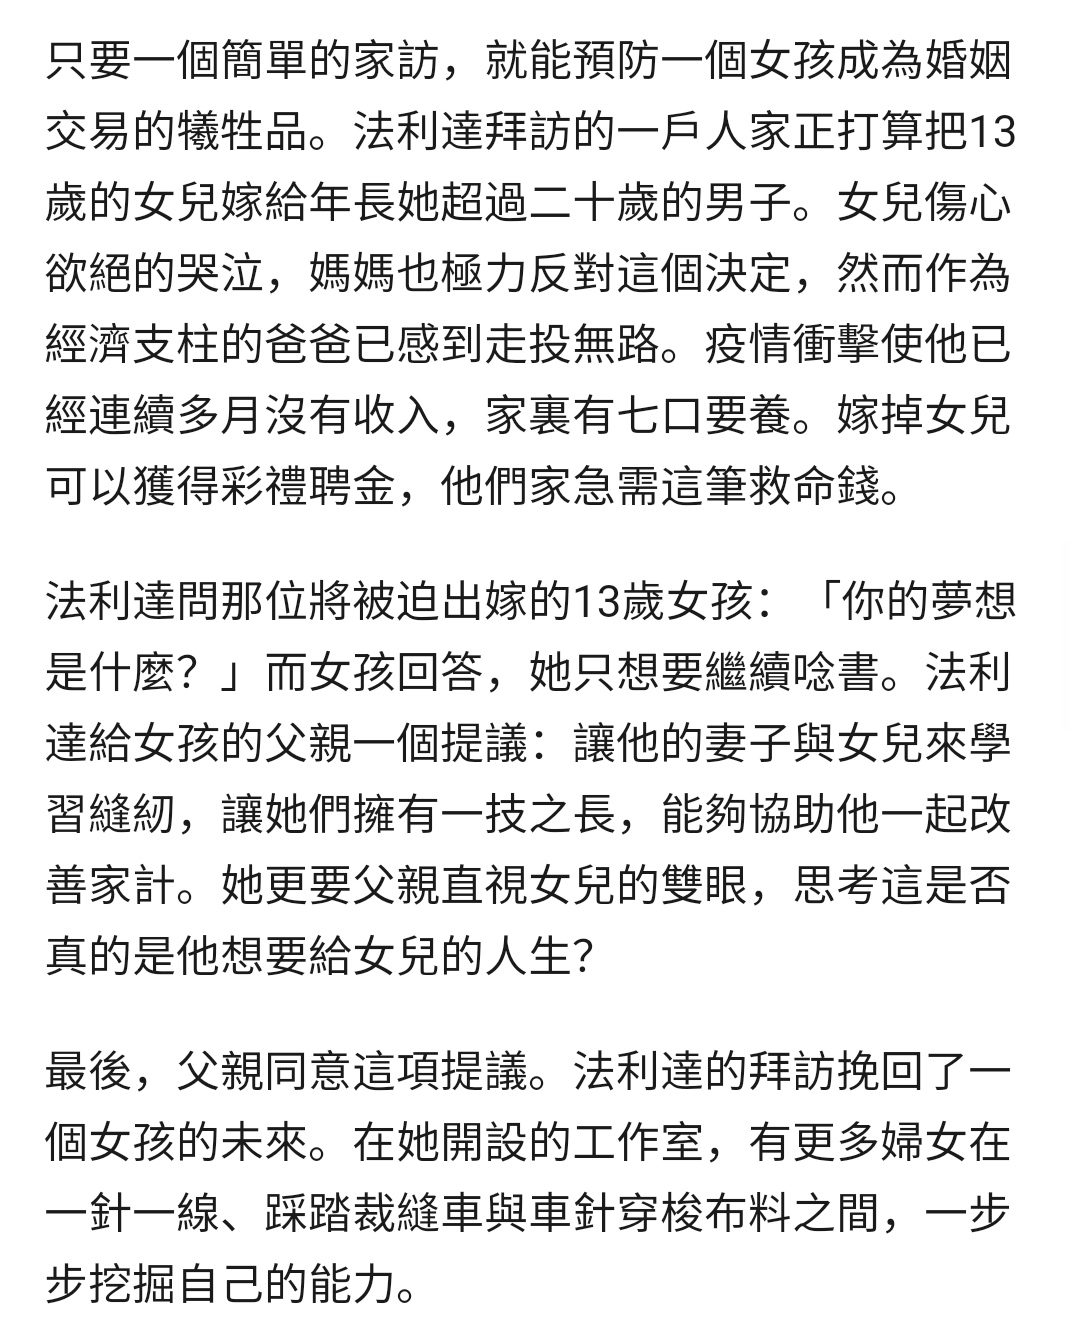 只要一個簡單的家訪，就能預防一個女孩成為婚姻
交易的犧牲品。法利達拜訪的一戶人家正打算把13
歲的女兒嫁給年長她超過二十歲的男子。女兒傷心
欲絕的哭泣，媽媽也極力反對這個決定，然而作為
經濟支柱的爸爸已感到走投無路。疫情衝擊使他已
經連續多月沒有收入，家裏有七口要養。嫁掉女兒
可以獲得彩禮聘金，他們家急需這筆救命錢。
法利達問那位將被迫出嫁的13歲女孩：「你的夢想
是什麼？」而女孩回答，她只想要繼續唸書。法利
達給女孩的父親一個提議：讓他的妻子與女兒來學
習縫紉，讓她們擁有一技之長，能夠協助他一起改
善家計。她更要父親直視女兒的雙眼，思考這是否
真的是他想要給女兒的人生？
最後，父親同意這項提議。法利達的拜訪挽回了一
個女孩的未來。在她開設的工作室，有更多婦女在
一針一線、踩踏裁縫車與車針穿梭布料之間，一步
步挖掘自己的能力。